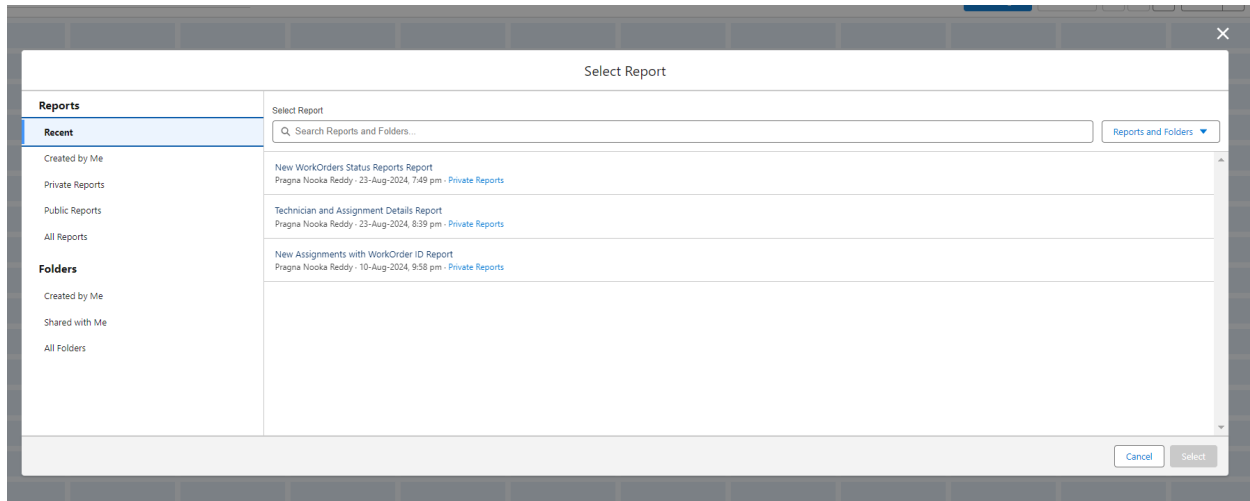 Select Report
Reports
Recent
Created by Me
Private Reports
Public Reports
All Reports
Folders
Created by Me
Shared with Me
All Folders
Select Report
Search Reports and Folders...
Reports and Folders
New WorkOrders Status Reports Report
Pragna Nooka Reddy - 23-Aug-2024, 7:49 pm - Private Reports
Technician and Assignment Details Report
Pragna Nooka Reddy - 23-Aug-2024, 8:39 pm - Private Reports
New Assignments with WorkOrder ID Report
Pragna Nooka Reddy - 10-Aug-2024, 9:58 pm - Private Reports
Cancel
Select